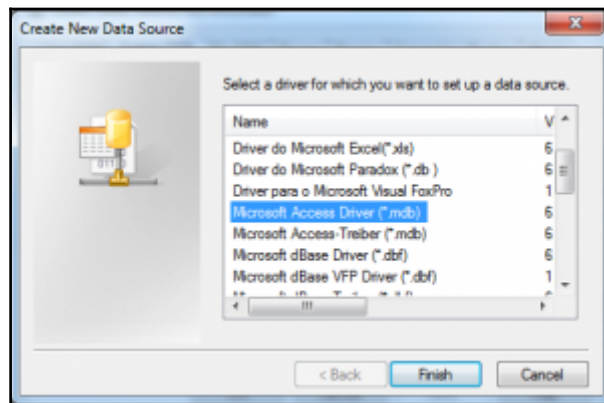 Create New Data Source
Select a driver for which you want to set up a data source.
Name V
Driver do Microsoft Excel(*.xls) 6
Driver do Microsoft Paradox (*.db ) 6
Driver para o Microsoft Visual FoxPro 1
Microsoft Access Driver (*.mdb) 6
Microsoft Access-Treiber (*.mdb) 6
Microsoft dBase Driver (*.dbf) 6
Microsoft dBase VFP Driver (*.dbf) 1
< Back Finish Cancel